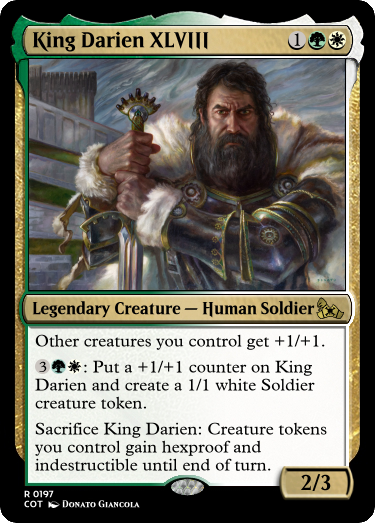 King Darien XLVIII 1
Legendary Creature — Human Soldier
Other creatures you control get +1/+1.
3: Put a +1/+1 counter on King
Darien and create a 1/1 white Soldier
creature token.
Sacrifice King Darien: Creature tokens
you control gain hexproof and
indestructible until end of turn.
2/3
R 0197
COT Donato Giancola